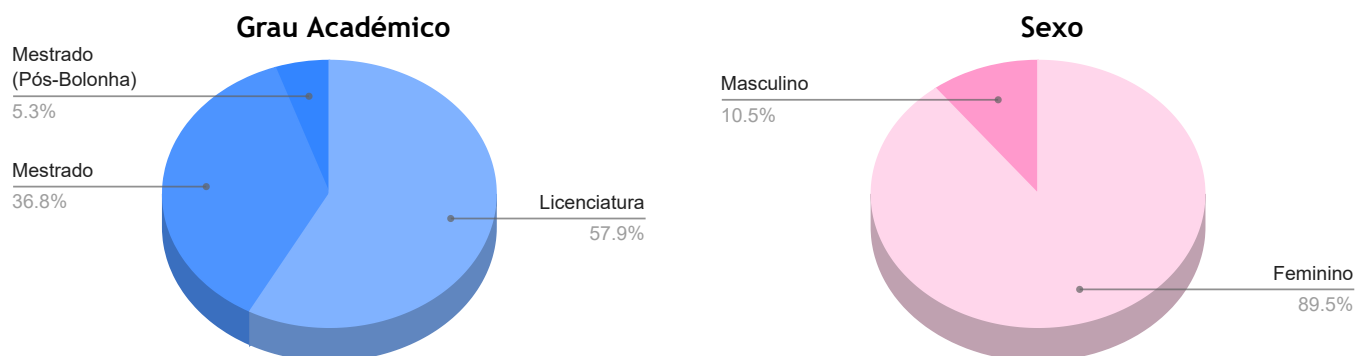 Grau Académico
Mestrado
(Pós-Bolonha)
5.3%
Mestrado
36.8%
Licenciatura
57.9%
Sexo
Masculino
10.5%
Feminino
89.5%